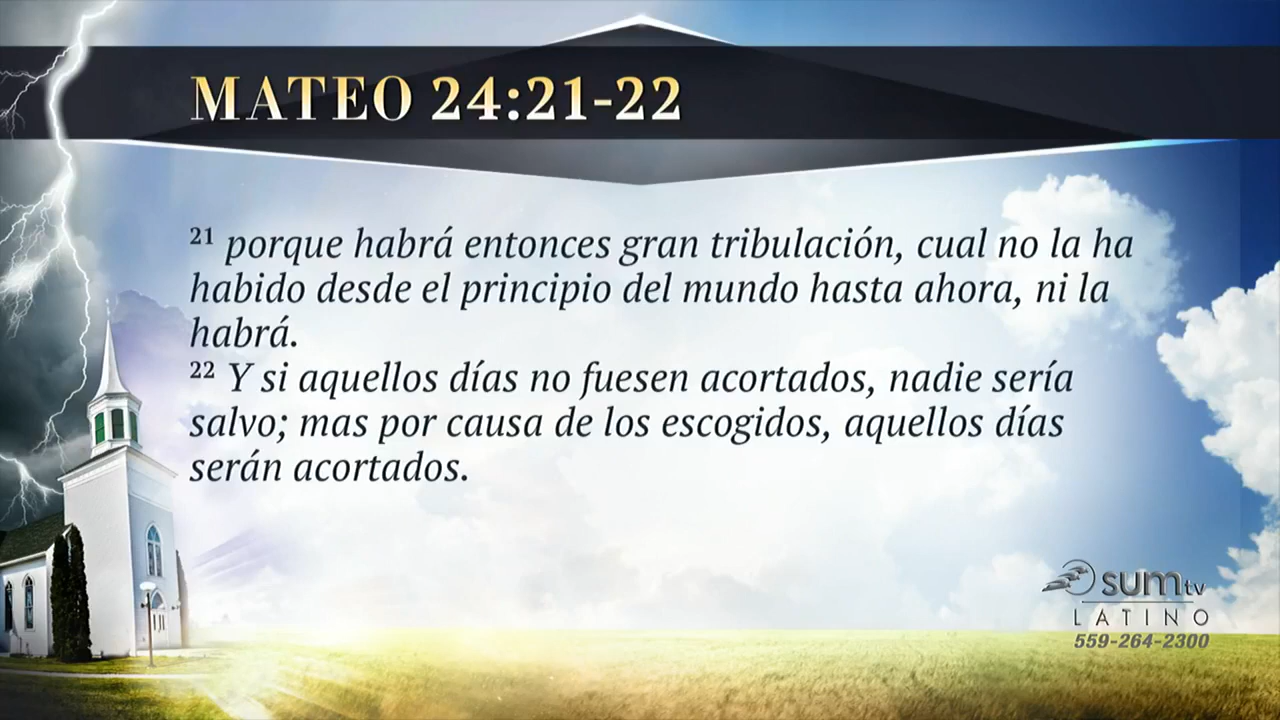 MATEO 24:21-22
21 porque habrá entonces gran tribulación, cual no la ha
habido desde el principio del mundo hasta ahora, ni la
habrá.
22 Y si aquellos días no fuesen acortados, nadie sería
salvo; mas por causa de los escogidos, aquellos días
serán acortados.
sumtv
LATINO
559-264-2300